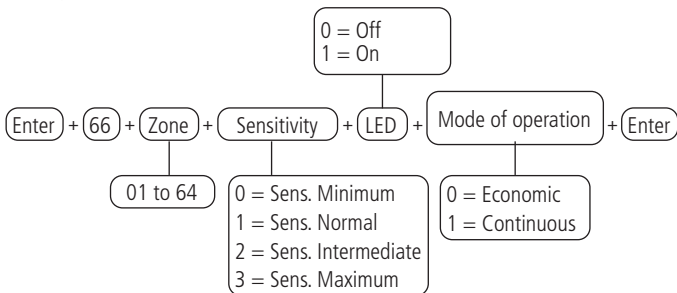 0 = Off
1 = On
Enter + 66 + Zone + Sensitivity + LED + Mode of operation + Enter
01 to 64
0 = Sens. Minimum
1 = Sens. Normal
2 = Sens. Intermediate
3 = Sens. Maximum
0 = Economic
1 = Continuous